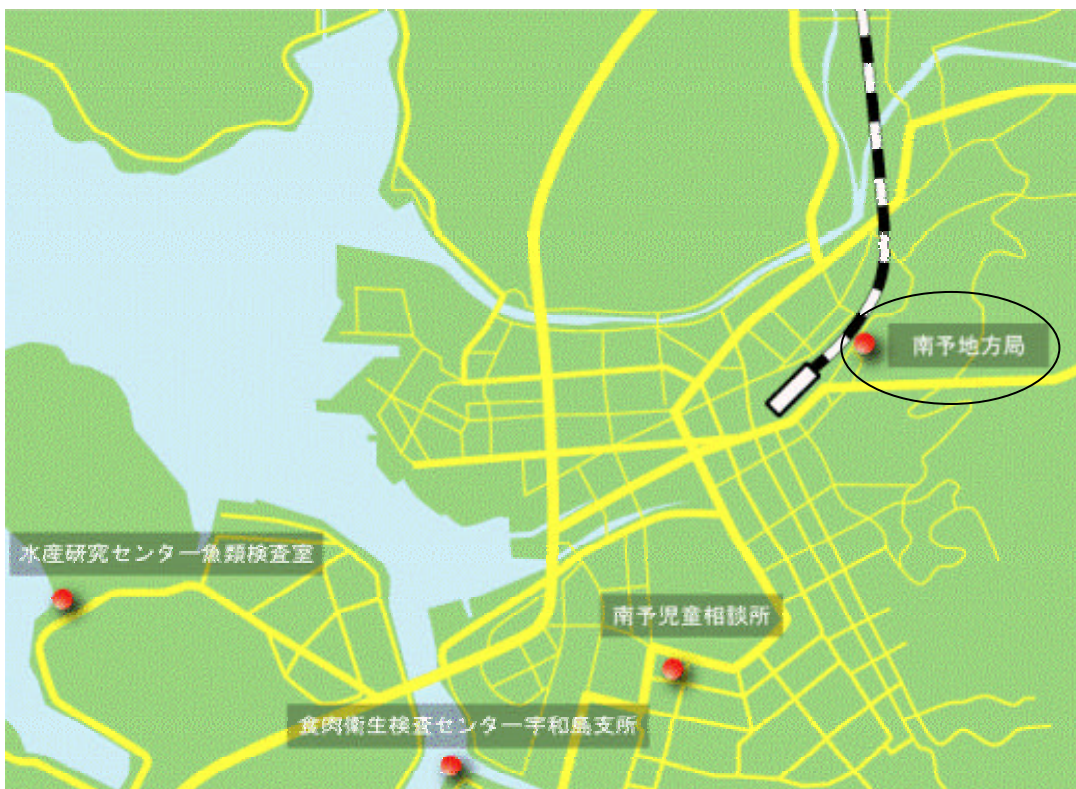 南予地方局
水産研究センター魚類検査室
南予児童相談所
食肉衛生検査センター宇和島支所